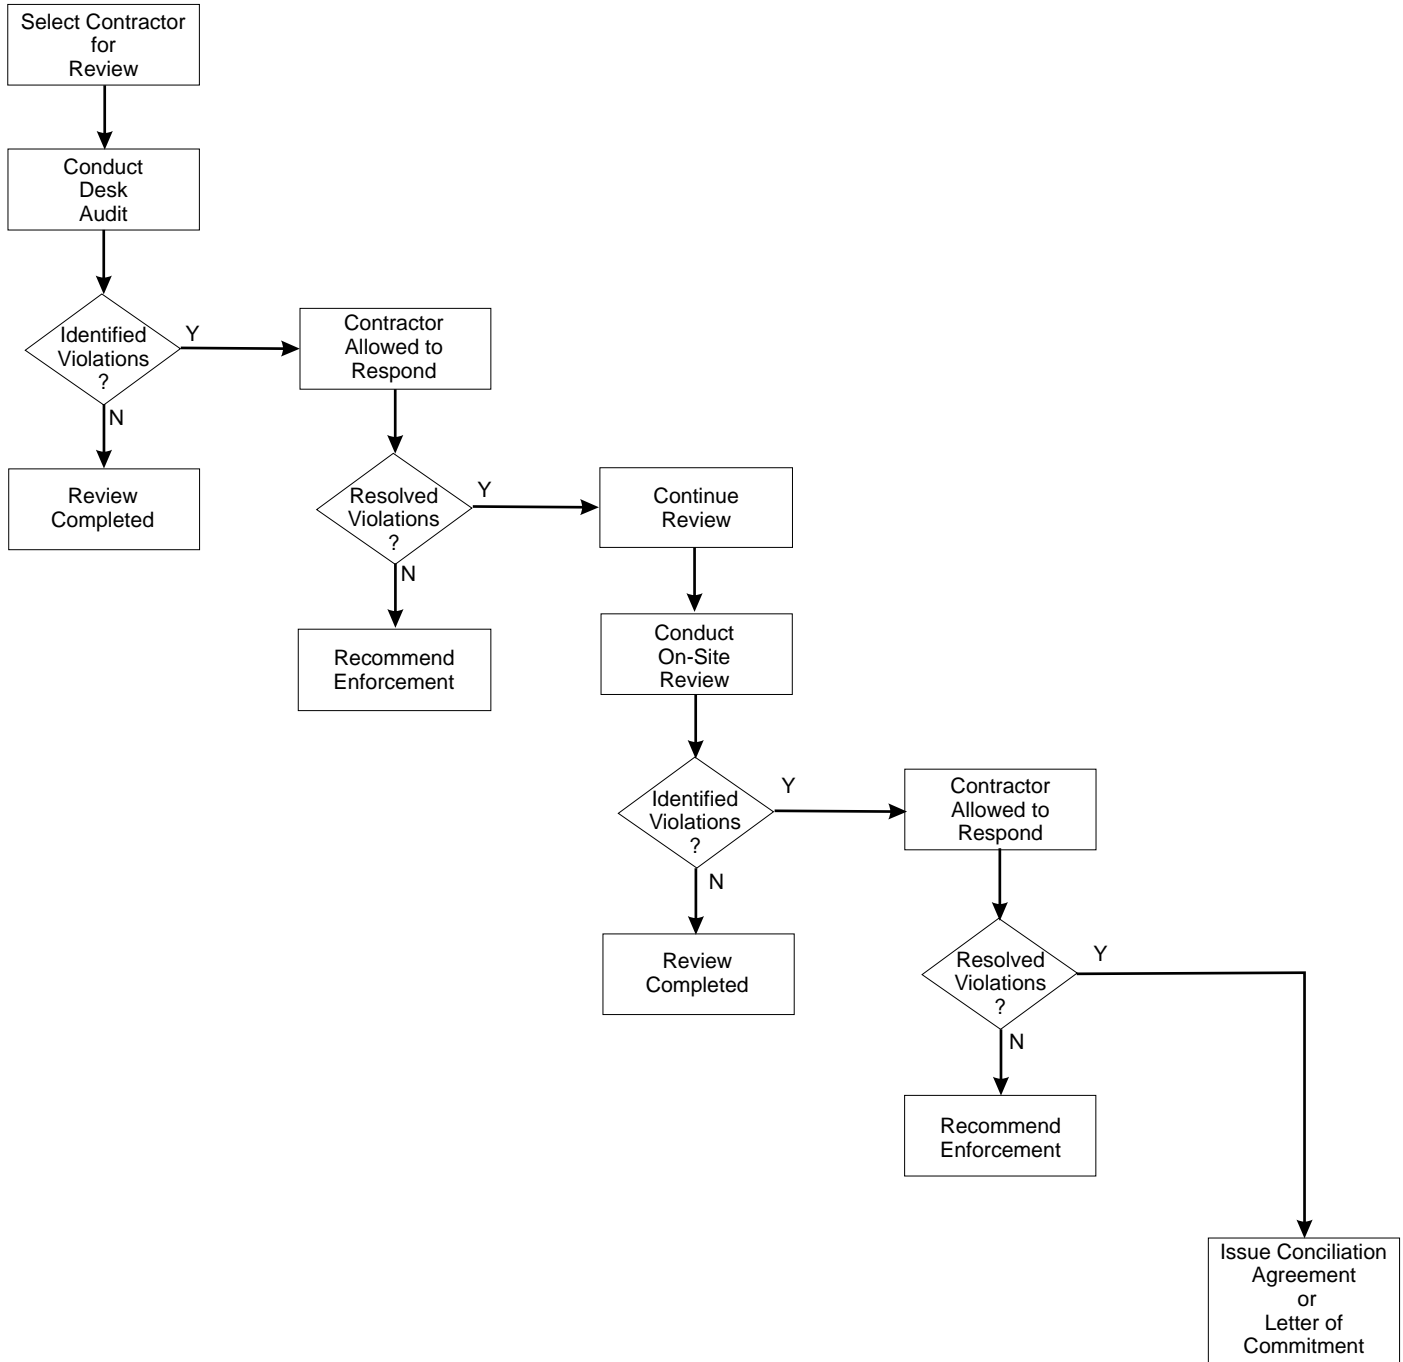 Select Contractor
for
Review
Conduct
Desk
Audit
Identified
Violations
?
Y
N
Review
Completed
Contractor
Allowed to
Respond
Resolved
Violations
?
Y
N
Recommend
Enforcement
Continue
Review
Conduct
On-Site
Review
Identified
Violations
?
Y
N
Review
Completed
Contractor
Allowed to
Respond
Resolved
Violations
?
Y
N
Recommend
Enforcement
Issue Conciliation
Agreement
or
Letter of
Commitment